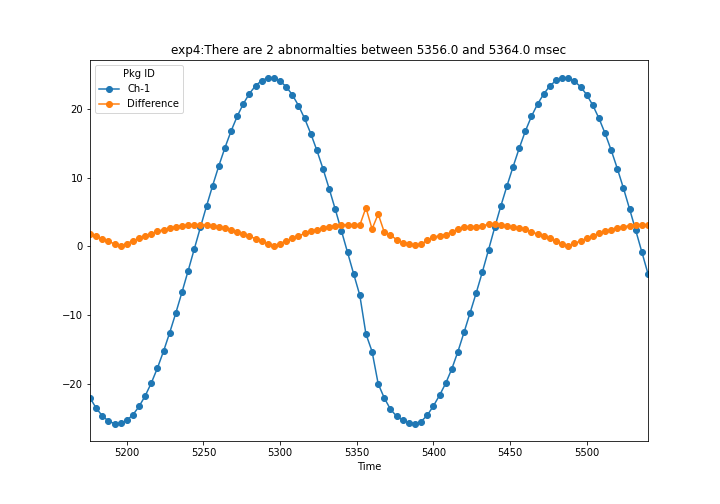 exp4:There are 2 abnormalties between 5356.0 and 5364.0 msec
Pkg ID
Ch-1
Difference
20
10
0
−10
−20
5200 5250 5300 5350 5400 5450 5500
Time